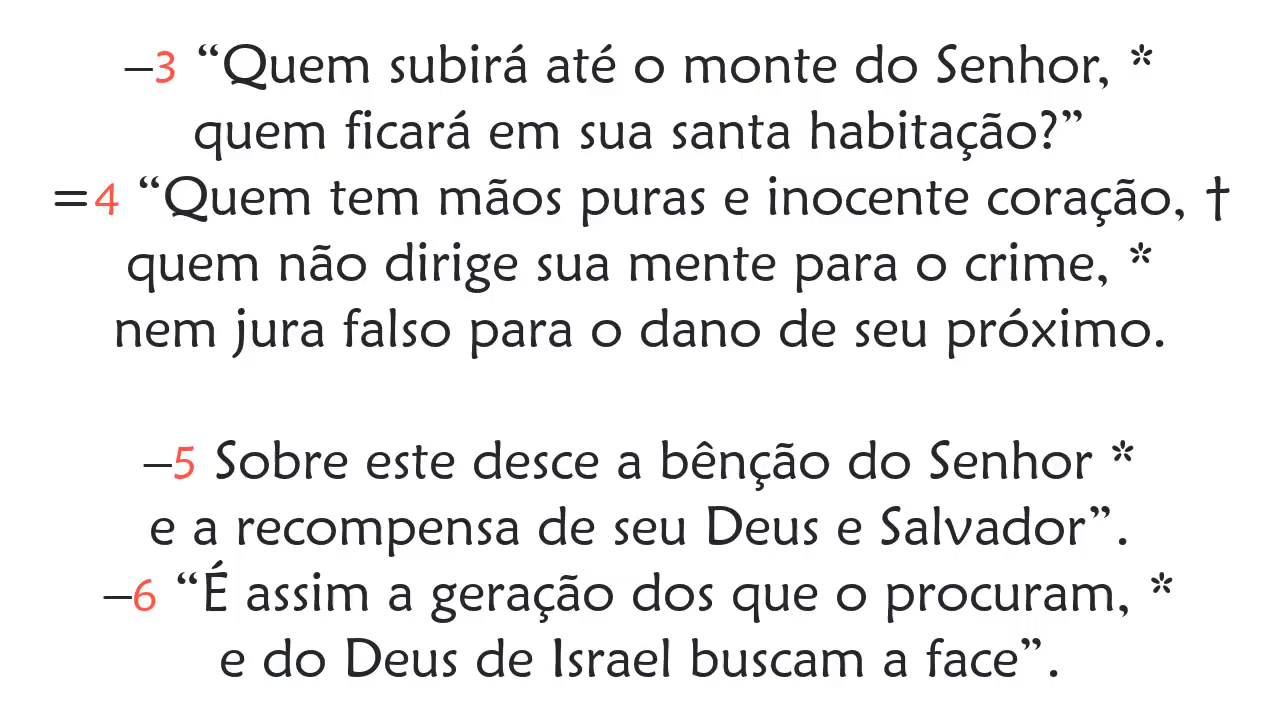 –3 “Quem subirá até o monte do Senhor, *
quem ficará em sua santa habitação?”
=4 “Quem tem mãos puras e inocente coração, †
quem não dirige sua mente para o crime, *
nem jura falso para o dano de seu próximo.
–5 Sobre este desce a bênção do Senhor *
e a recompensa de seu Deus e Salvador”.
–6 “É assim a geração dos que o procuram, *
e do Deus de Israel buscam a face”.